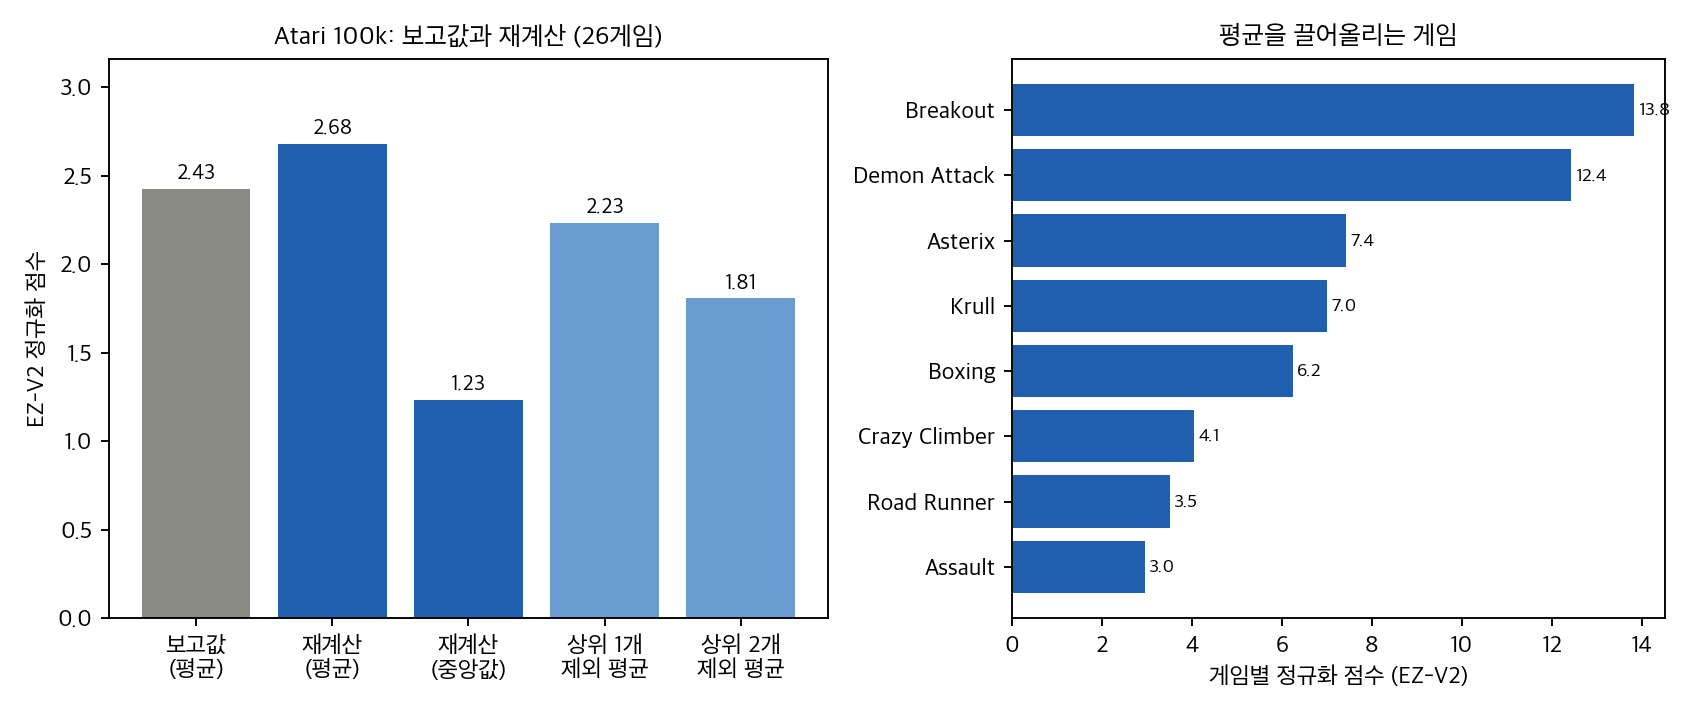 Atari 100k: 보고값과 재계산 (26게임)
EZ-V2 정규화 점수
3.0
2.5
2.0
1.5
1.0
0.5
0.0
2.43
2.68
1.23
2.23
1.81
보고값
(평균)
재계산
(평균)
재계산
(중앙값)
상위 1개
제외 평균
상위 2개
제외 평균
평균을 끌어올리는 게임
Breakout 13.8
Demon Attack 12.4
Asterix 7.4
Krull 7.0
Boxing 6.2
Crazy Climber 4.1
Road Runner 3.5
Assault 3.0
0 2 4 6 8 10 12 14
게임별 정규화 점수 (EZ-V2)